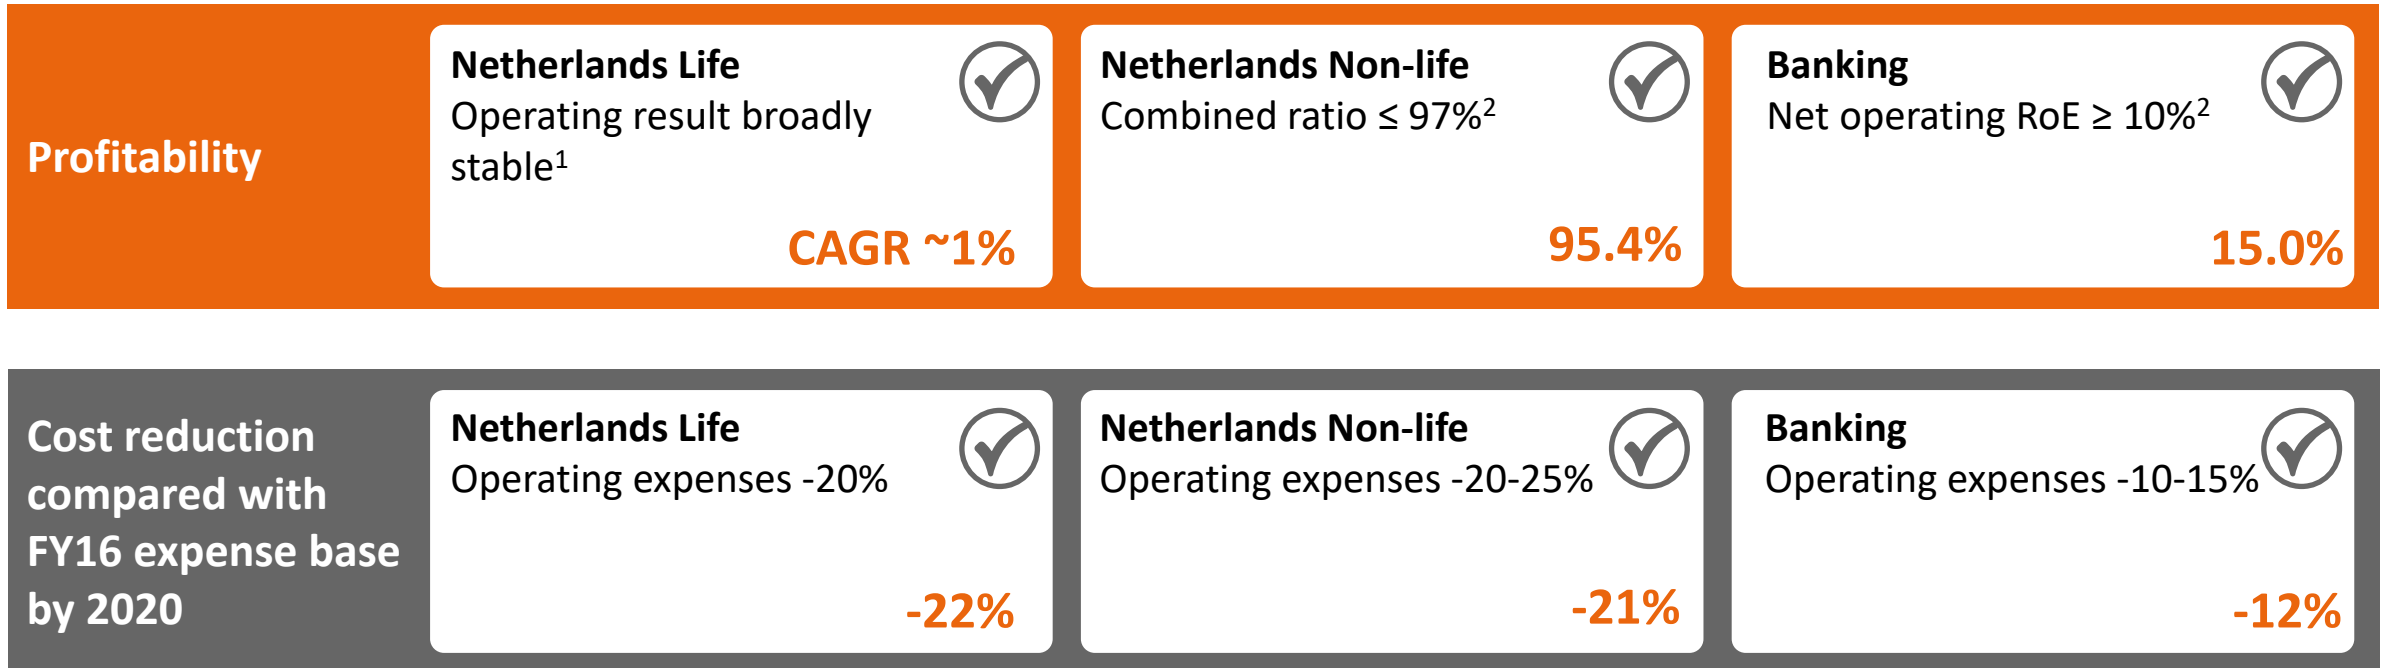 Profitability
Netherlands Life
Operating result broadly
stable¹
CAGR ~1%
Netherlands Non-life
Combined ratio ≤ 97%²
95.4%
Banking
Net operating RoE ≥ 10%²
15.0%
Cost reduction
compared with
FY16 expense base
by 2020
Netherlands Life
Operating expenses -20%
-22%
Netherlands Non-life
Operating expenses -20-25%
-21%
Banking
Operating expenses -10-15%
-12%